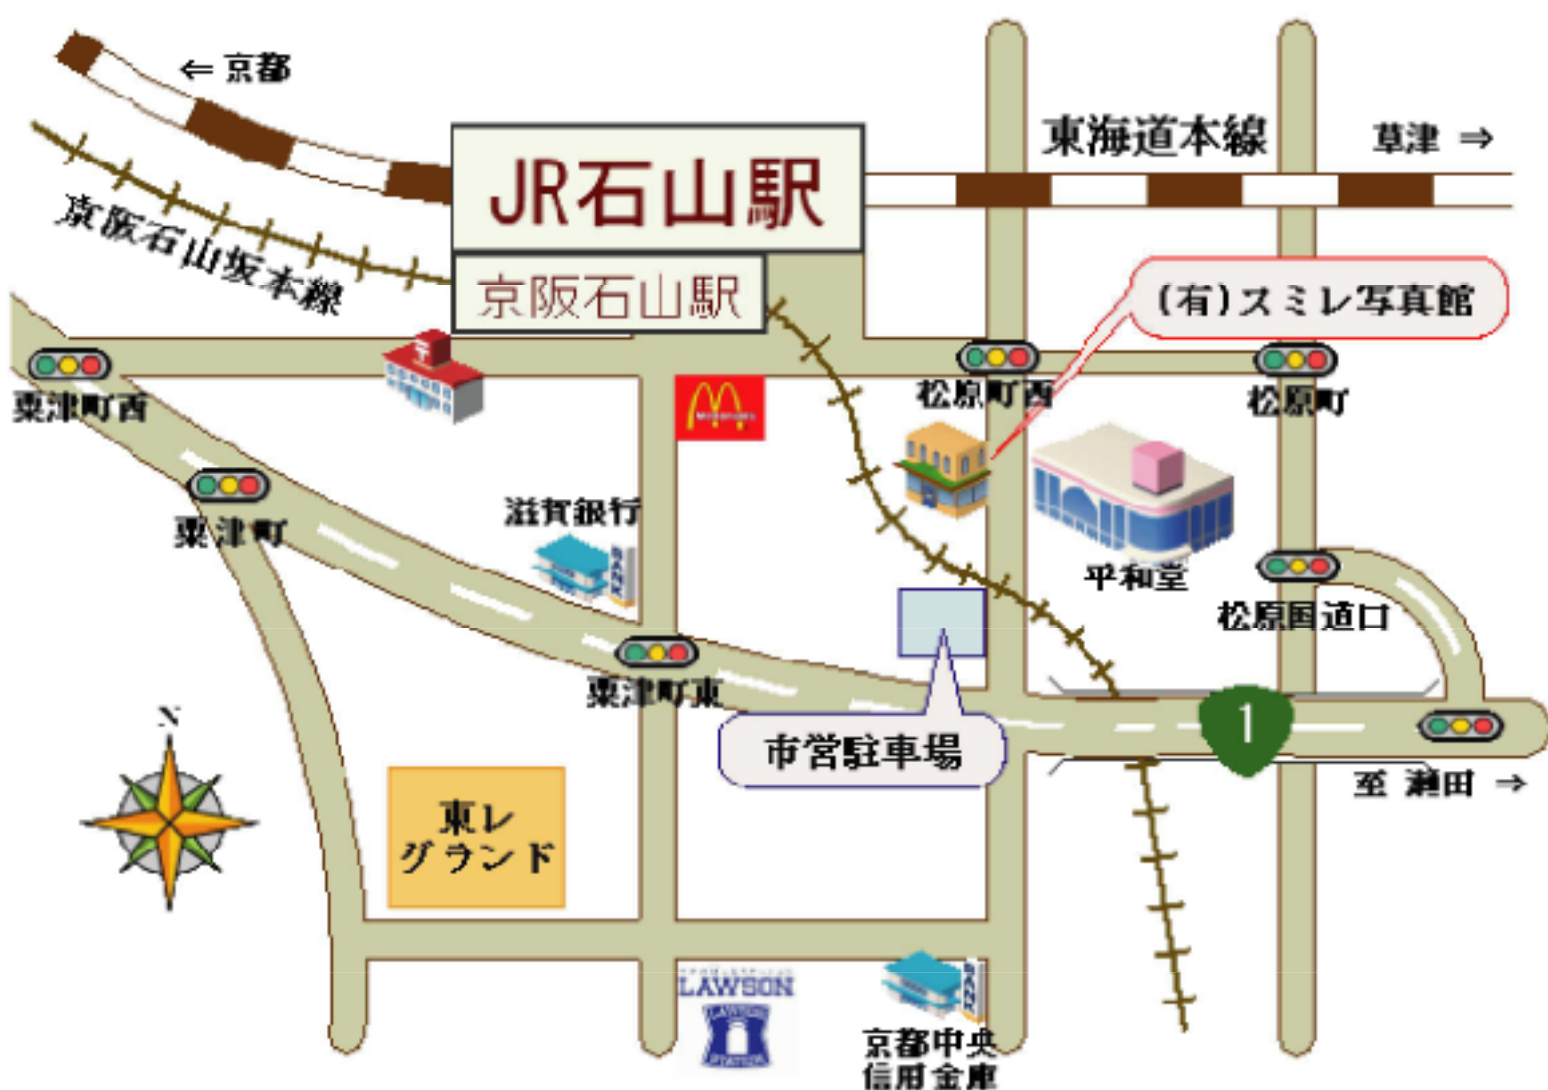 ⇐ 京都
JR石山駅
東海道本線
草津 ⇒
京阪石山坂本線
京阪石山駅
(有)スミレ写真館
〒
粟津町西
松原町西
松原町
粟津町
滋賀銀行
BANK
平和堂
松原国道口
粟津町東
市営駐車場
1
至 瀬田 →
N
東レ
グランド
LAWSON
LAWSON
STATION
BANK
京都中央
信用金庫